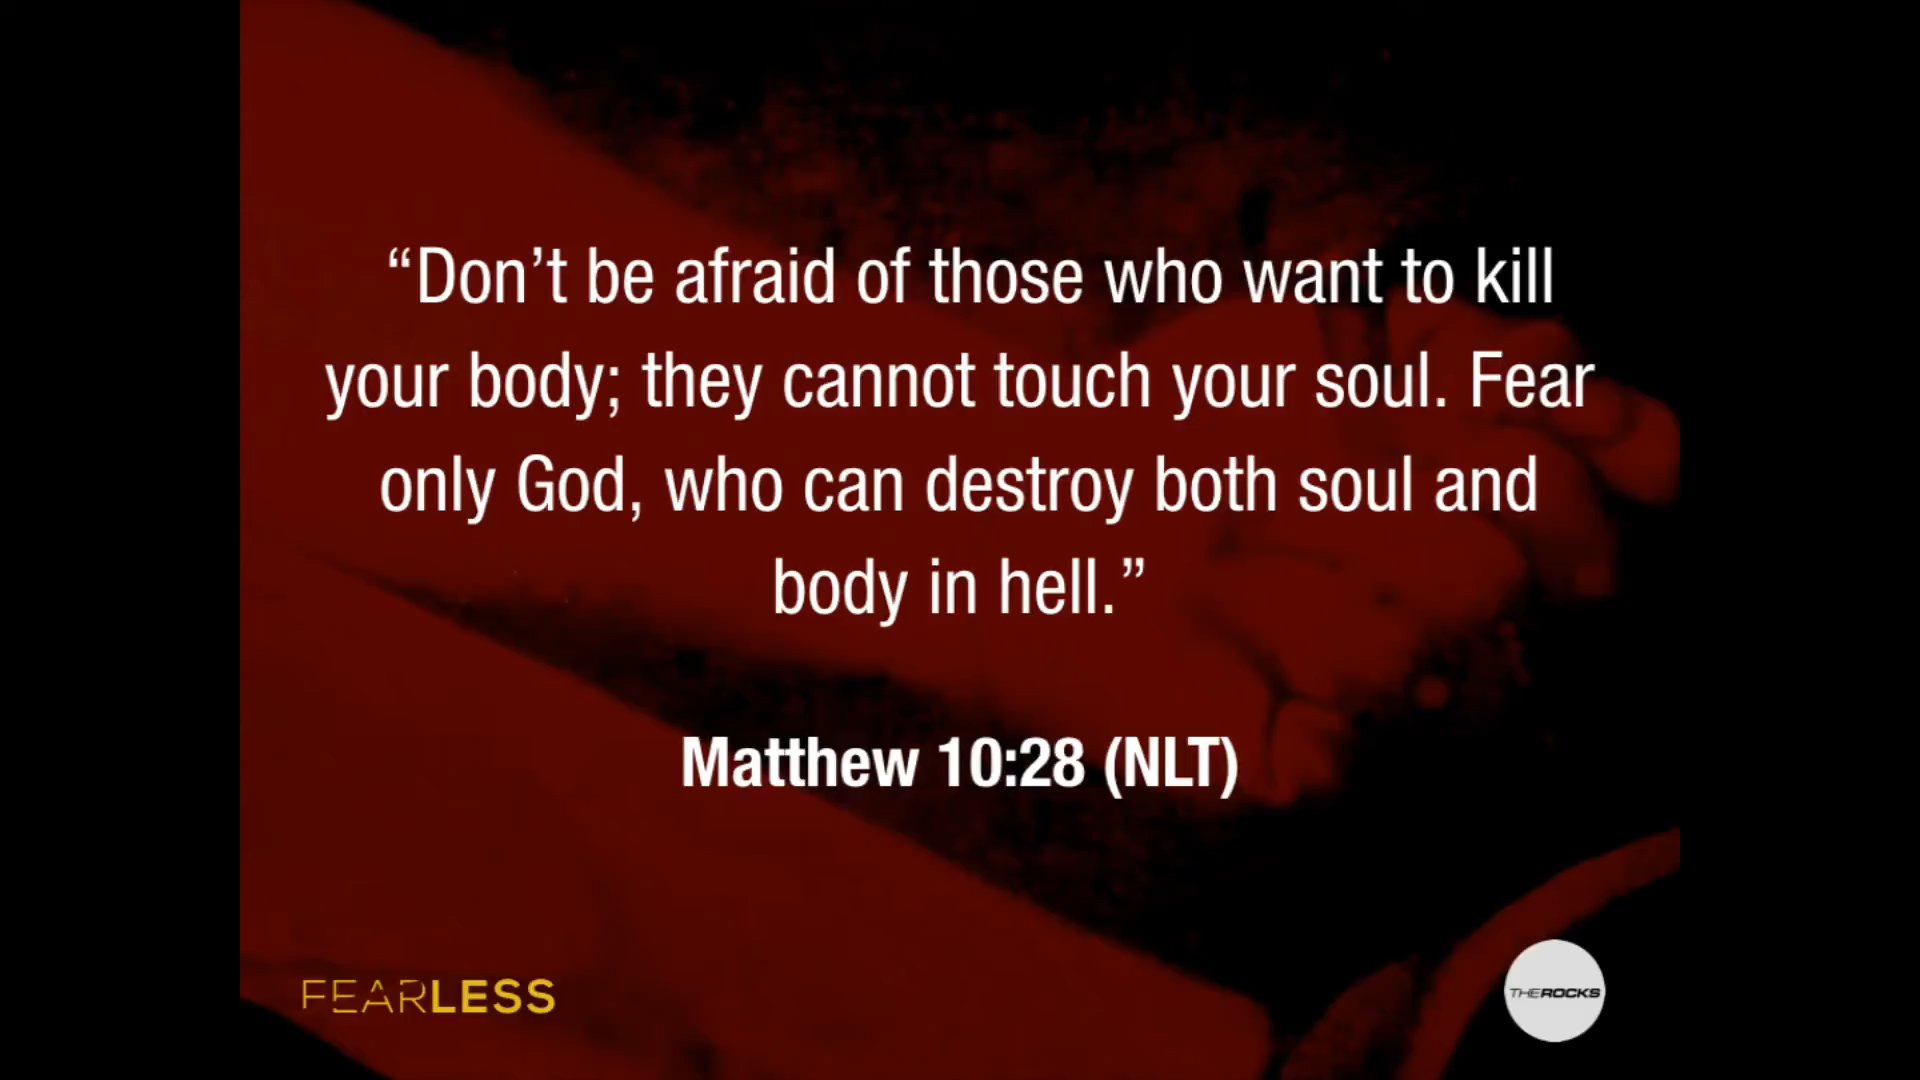 “Don’t be afraid of those who want to kill
your body; they cannot touch your soul. Fear
only God, who can destroy both soul and
body in hell.”
Matthew 10:28 (NLT)
FEARLESS
THEROCKS